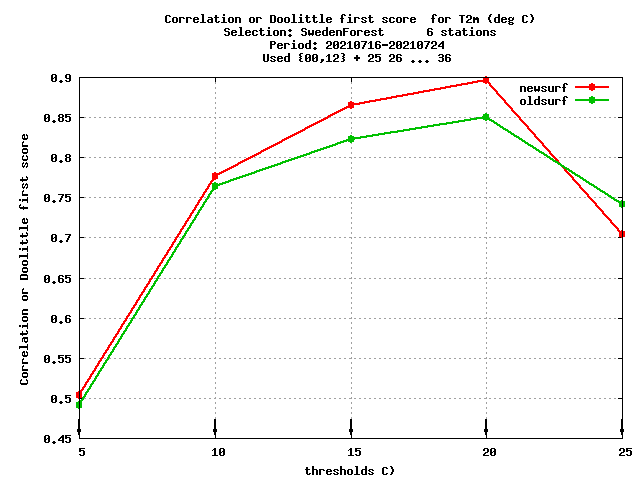 Correlation or Doolittle first score  for T2m (deg C)
Selection: SwedenForest      6 stations
Period: 20210716-20210724
Used {00,12} + 25 26 ... 36
newsurf
oldsurf
Correlation or Doolittle first score
0.9
0.85
0.8
0.75
0.7
0.65
0.6
0.55
0.5
0.45
5 10 15 20 25
thresholds C)